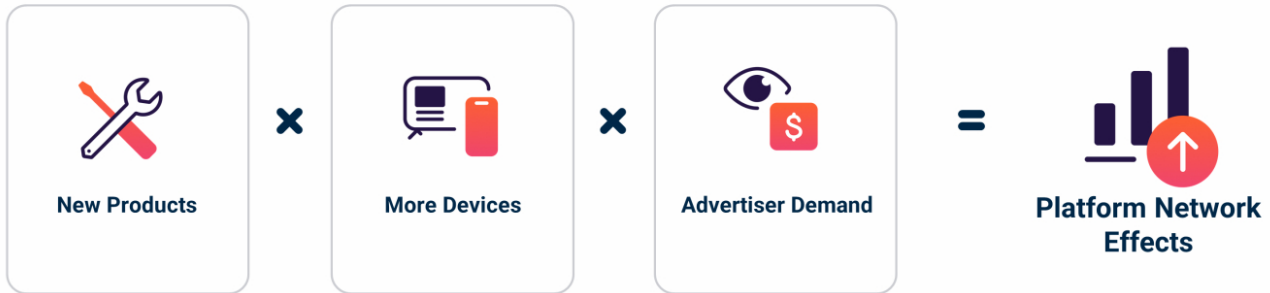 New Products
More Devices
$
Advertiser Demand
=
Platform Network
Effects